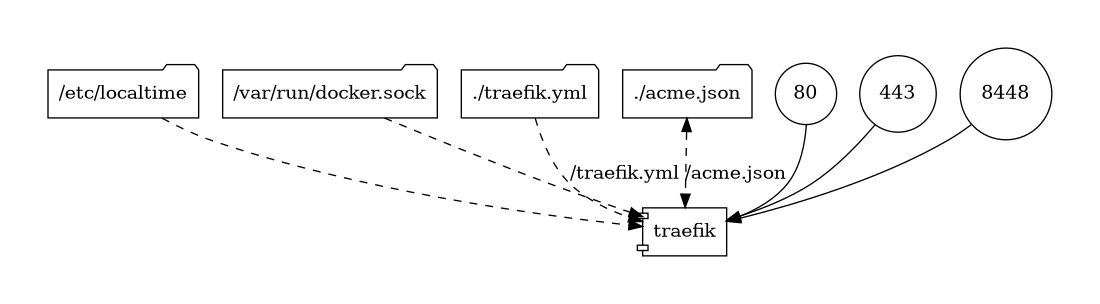 /etc/localtime
/var/run/docker.sock
./traefik.yml
./acme.json
80
443
8448
/traefik.yml
/acme.json
traefik